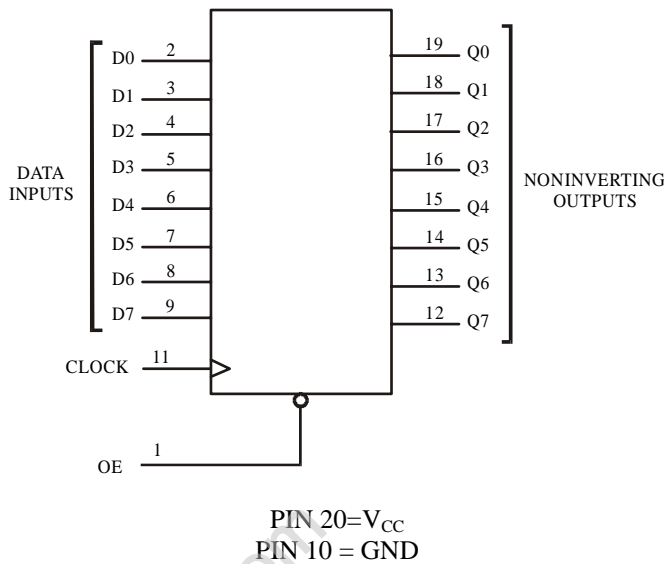 D0 2
D1 3
D2 4
D3 5
D4 6
D5 7
D6 8
D7 9
DATA
INPUTS
CLOCK 11
OE 1
19 Q0
18 Q1
17 Q2
16 Q3
15 Q4
14 Q5
13 Q6
12 Q7
NONINVERTING
OUTPUTS
PIN 20=VCC
PIN 10 = GND